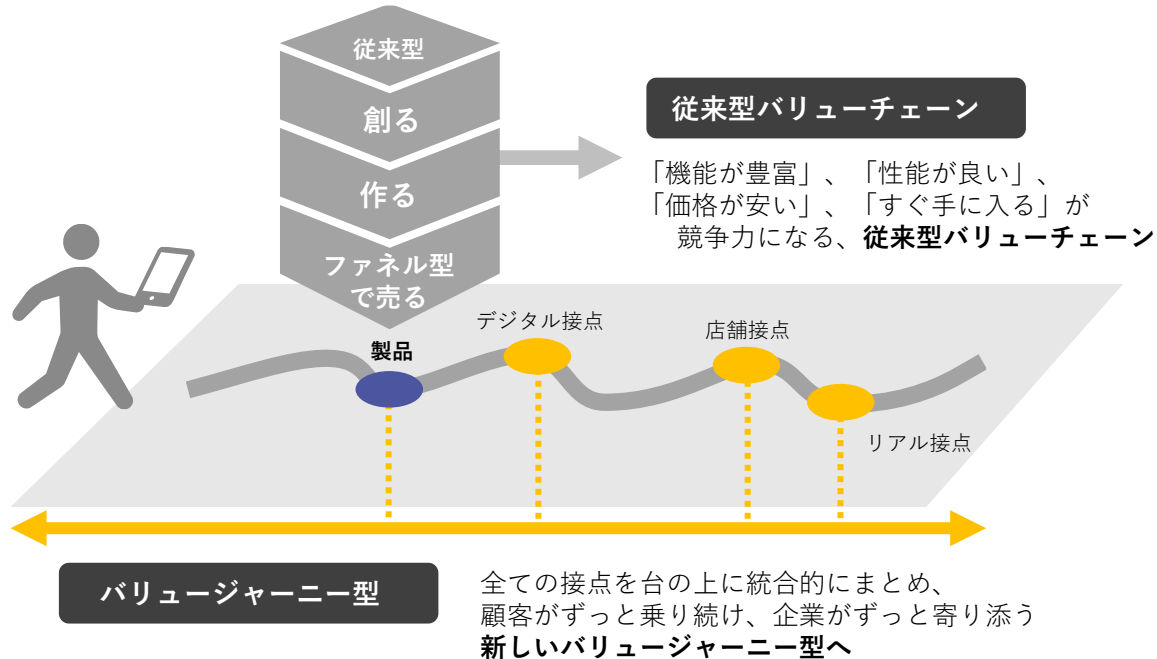 従来型
創る
作る
ファネル型
で売る
従来型バリューチェーン
「機能が豊富」、「性能が良い」、
「価格が安い」、「すぐ手に入る」が
競争力になる、従来型バリューチェーン
製品
デジタル接点
店舗接点
リアル接点
バリュージャーニー型
全ての接点を台の上に統合的にまとめ、
顧客がずっと乗り続け、企業がずっと寄り添う
新しいバリュージャーニー型へ